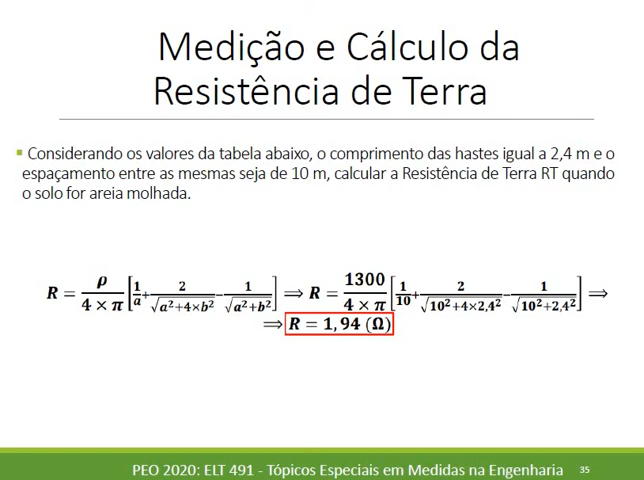 Medição e Cálculo da
Resistência de Terra
▪ Considerando os valores da tabela abaixo, o comprimento das hastes igual a 2,4 m e o
espaçamento entre as mesmas seja de 10 m, calcular a Resistência de Terra RT quando
o solo for areia molhada.
R = ρ/(4 × π) [1/a + 2/√(a²+4×b²) − 1/√(a²+b²)] ⟹ R = 1300/(4 × π) [1/10 + 2/√(10²+4×2,4²) − 1/√(10²+2,4²)] ⟹
⟹ R = 1,94 (Ω)
PEO 2020: ELT 491 - Tópicos Especiais em Medidas na Engenharia 35